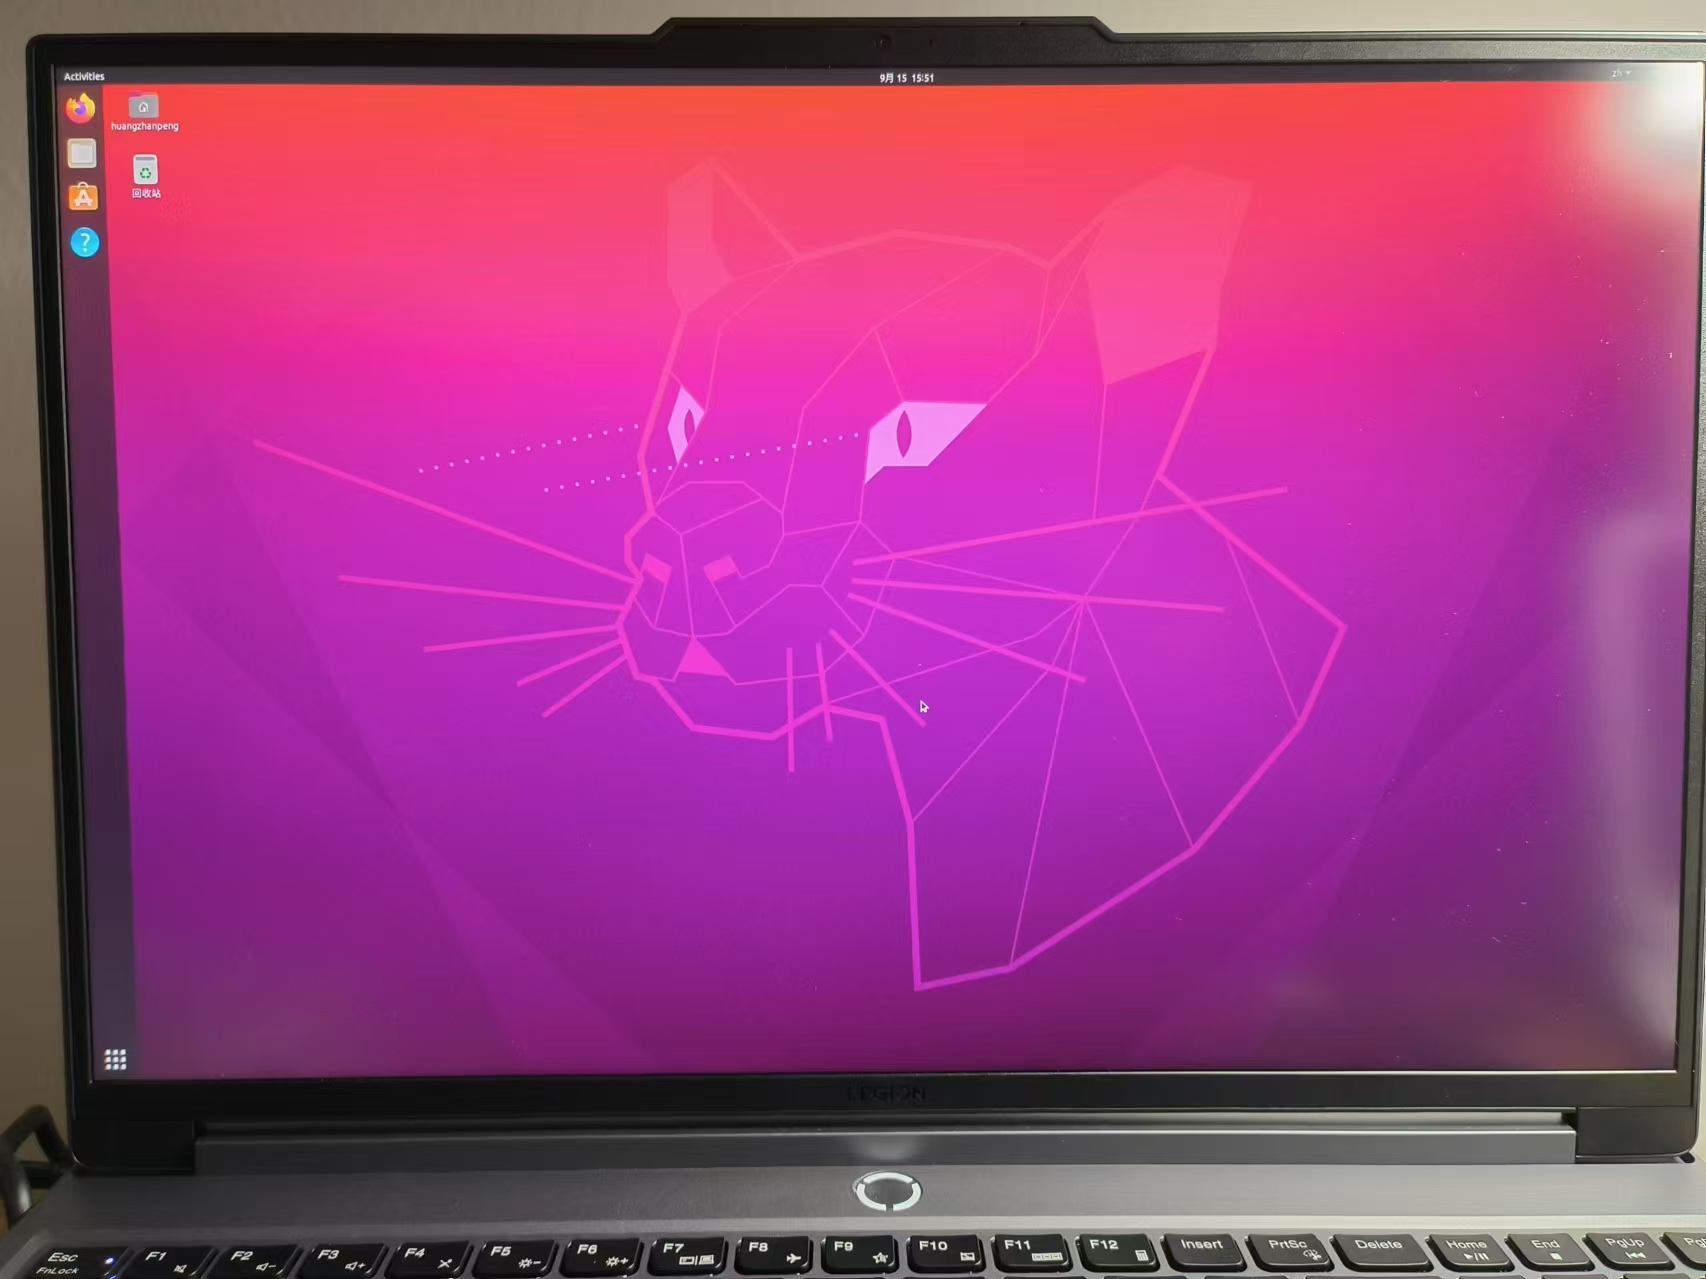 Activities
9月 15 15:51
zh
huangzhanpeng
回收站
LEGION
Esc
FnLock
F1
F2
F3
F4
F5
F6
F7
F8
F9
F10
F11
F12
Insert
PrtSc
Delete
Home
End
PgUp